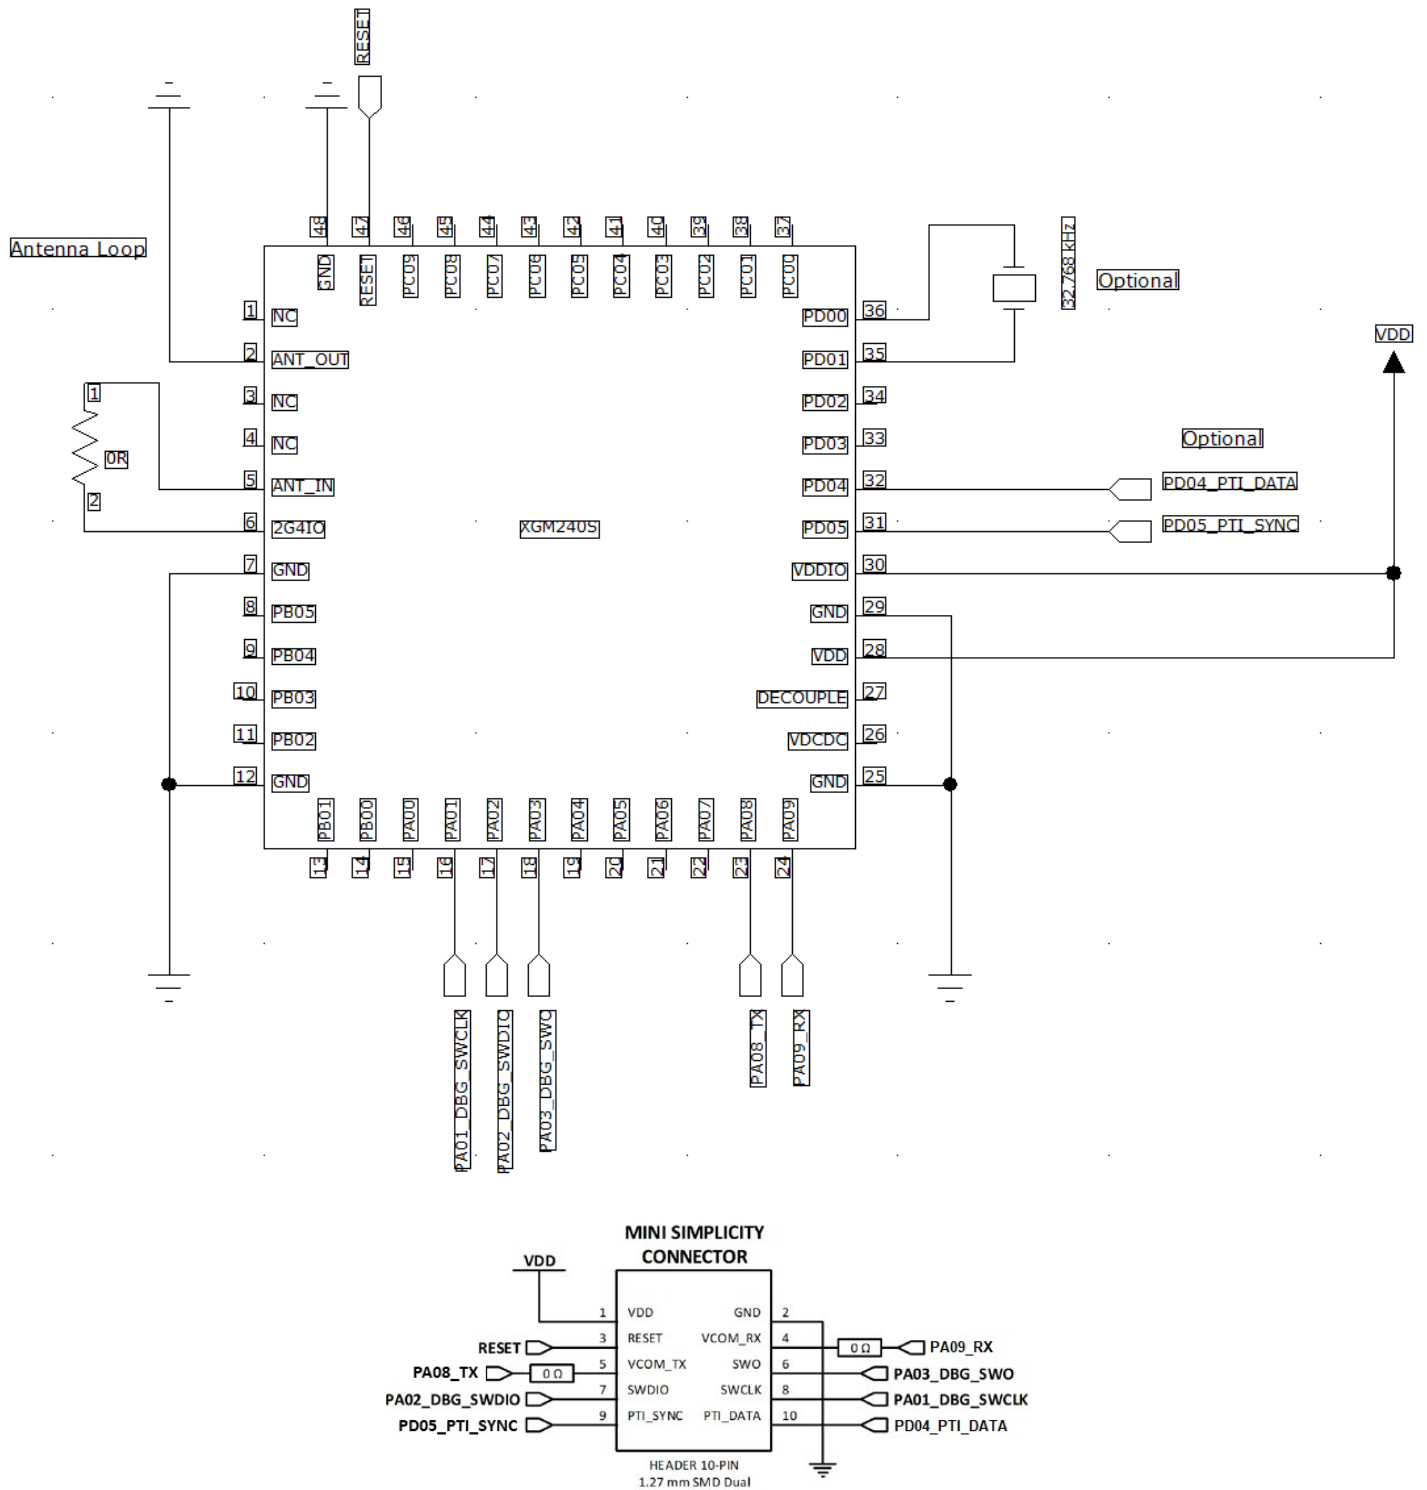 RESET
Antenna Loop
48
47
46
45
44
43
42
41
40
39
38
37
GND
RESET
PC09
PC08
PC07
PC06
PC05
PC04
PC03
PC02
PC01
PC00
32.768 kHz
Optional
VDD
1 NC
2 ANT_OUT
3 NC
4 NC
5 ANT_IN
6 2G4IO
7 GND
8 PB05
9 PB04
10 PB03
11 PB02
12 GND
1
0R
2
XGM240S
PD00 36
PD01 35
PD02 34
PD03 33
PD04 32
PD05 31
VDDIO 30
GND 29
VDD 28
DECOUPLE 27
VDCDC 26
GND 25
Optional
PD04_PTI_DATA
PD05_PTI_SYNC
PB01
PB00
PA00
PA01
PA02
PA03
PA04
PA05
PA06
PA07
PA08
PA09
13
14
15
16
17
18
19
20
21
22
23
24
PA01_DBG_SWCLK
PA02_DBG_SWDIO
PA03_DBG_SWO
PA08_TX
PA09_RX
MINI SIMPLICITY
CONNECTOR
VDD
1 VDD GND 2
RESET 3 RESET VCOM_RX 4 0 Ω PA09_RX
PA08_TX 0 Ω 5 VCOM_TX SWO 6 PA03_DBG_SWO
PA02_DBG_SWDIO 7 SWDIO SWCLK 8 PA01_DBG_SWCLK
PD05_PTI_SYNC 9 PTI_SYNC PTI_DATA 10 PD04_PTI_DATA
HEADER 10-PIN
1.27 mm SMD Dual